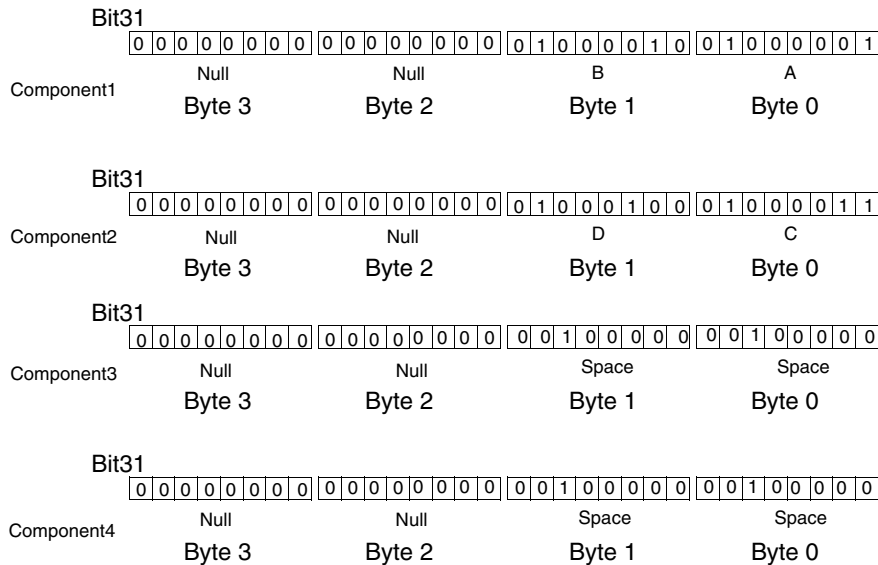 Bit31
0 0 0 0 0 0 0 0 0 0 0 0 0 0 0 0 0 1 0 0 0 0 1 0 0 1 0 0 0 0 0 1
Null Null B A
Component1
Byte 3 Byte 2 Byte 1 Byte 0
Bit31
0 0 0 0 0 0 0 0 0 0 0 0 0 0 0 0 0 1 0 0 0 1 0 0 0 1 0 0 0 0 1 1
Component2 Null Null D C
Byte 3 Byte 2 Byte 1 Byte 0
Bit31
0 0 0 0 0 0 0 0 0 0 0 0 0 0 0 0 0 0 1 0 0 0 0 0 0 0 1 0 0 0 0 0
Component3 Null Null Space Space
Byte 3 Byte 2 Byte 1 Byte 0
Bit31
0 0 0 0 0 0 0 0 0 0 0 0 0 0 0 0 0 0 1 0 0 0 0 0 0 0 1 0 0 0 0 0
Null Null Space Space
Component4
Byte 3 Byte 2 Byte 1 Byte 0